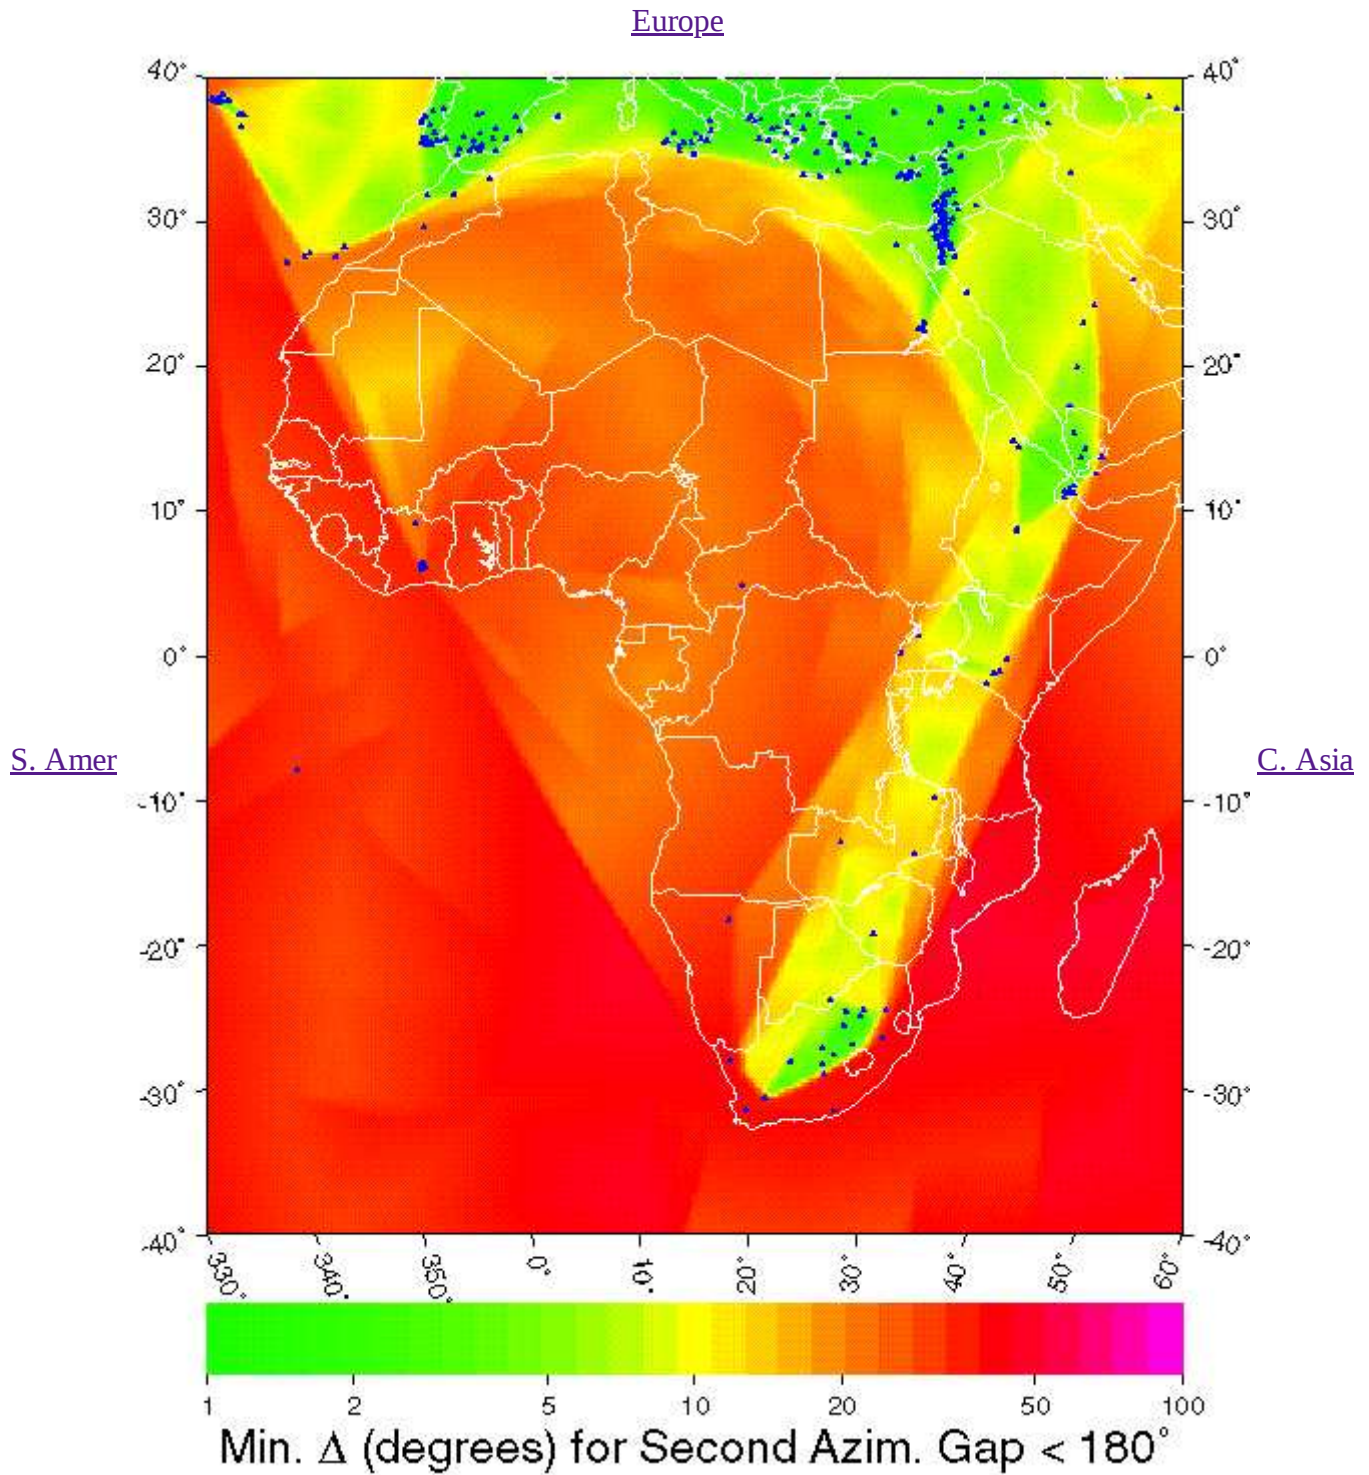 Europe
40° 40°
30° 30°
20° 20°
10° 10°
0° 0°
S. Amer C. Asia
-10° -10°
-20° -20°
-30° -30°
-40° -40°
330° 340° 350° 0° 10° 20° 30° 40° 50° 60°
1 2 5 10 20 50 100
Min. Δ (degrees) for Second Azim. Gap < 180°